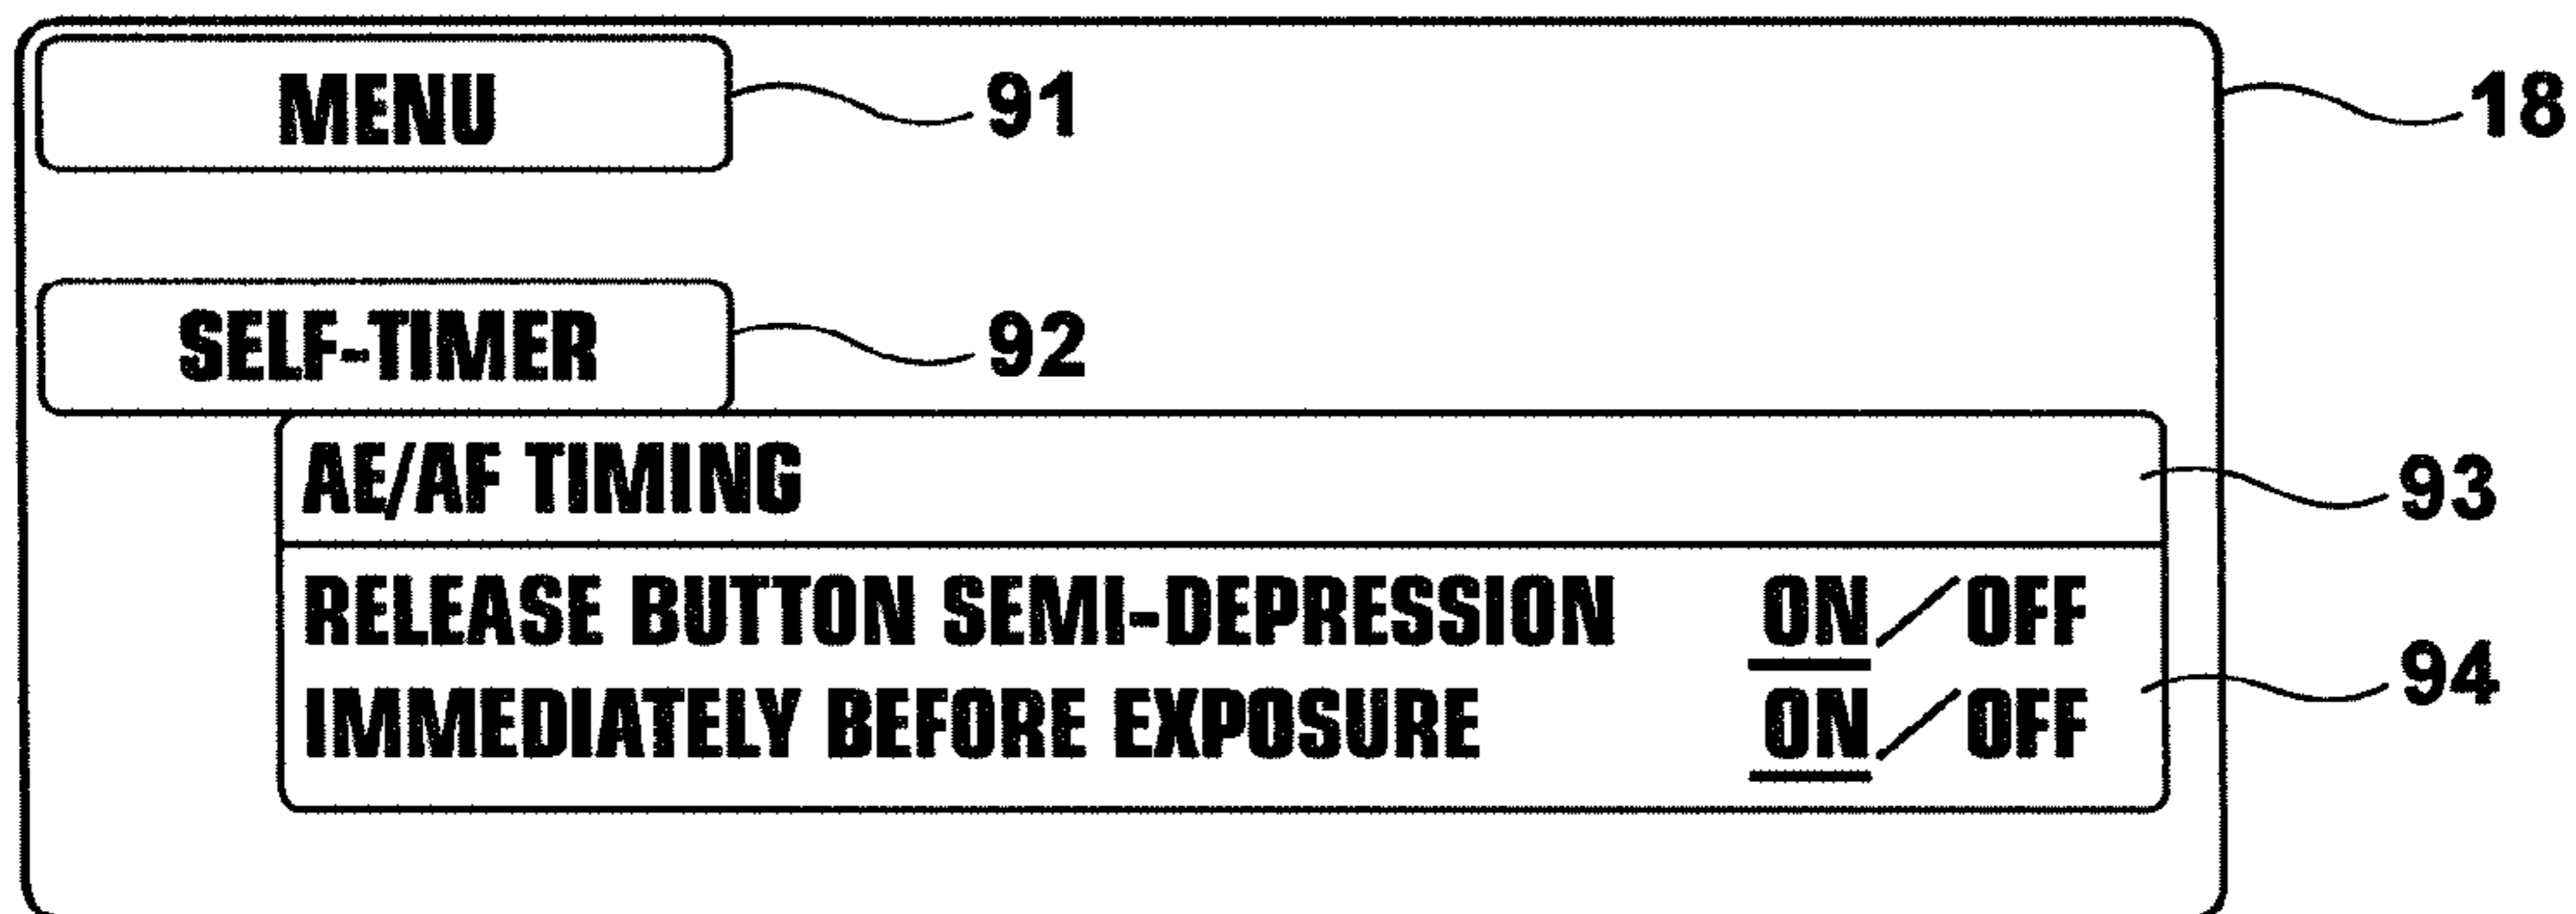 MENU 91 18
SELF-TIMER 92
AE/AF TIMING 93
RELEASE BUTTON SEMI-DEPRESSION ON/OFF
94
IMMEDIATELY BEFORE EXPOSURE ON/OFF